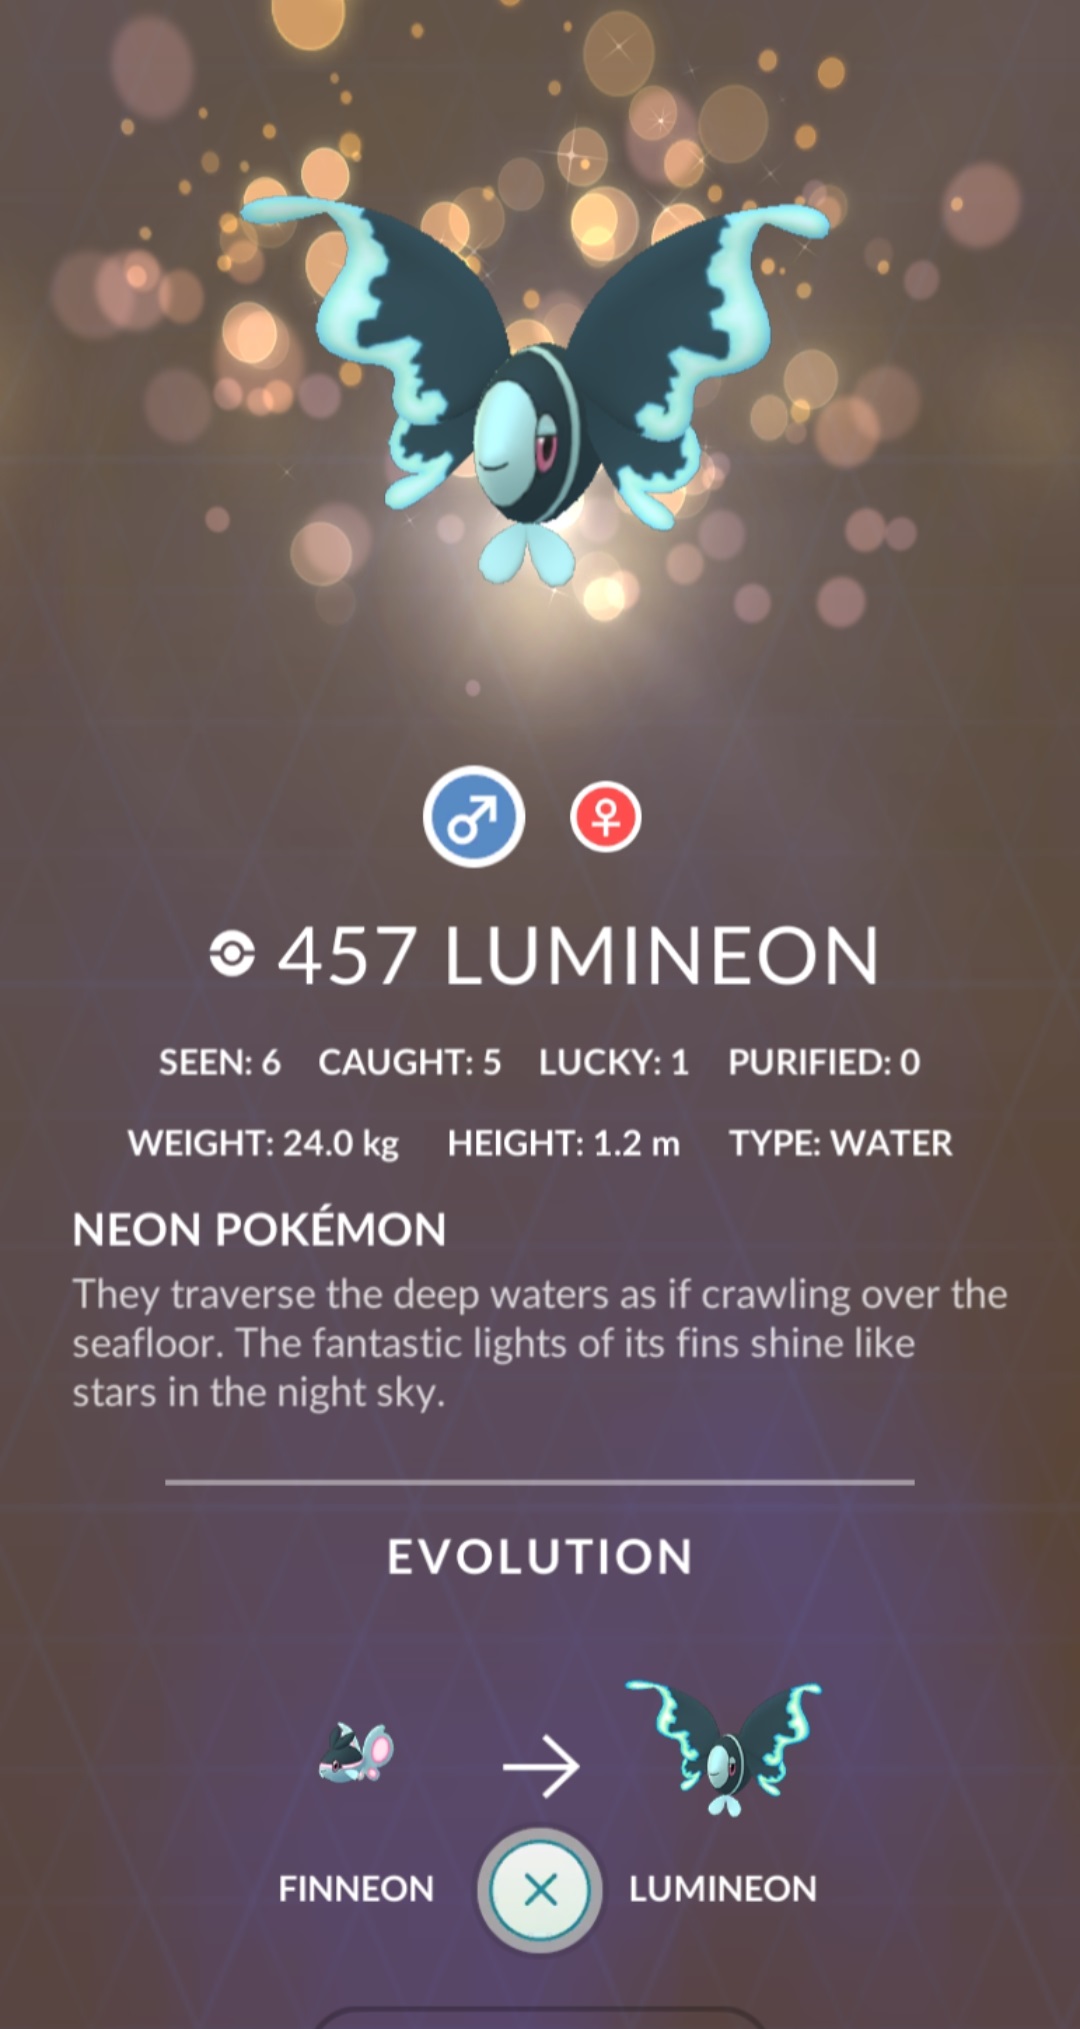 457 LUMINEON
SEEN: 6 CAUGHT: 5 LUCKY: 1 PURIFIED: 0
WEIGHT: 24.0 kg HEIGHT: 1.2 m TYPE: WATER
NEON POKÉMON
They traverse the deep waters as if crawling over the
seafloor. The fantastic lights of its fins shine like
stars in the night sky.
EVOLUTION
FINNEON LUMINEON